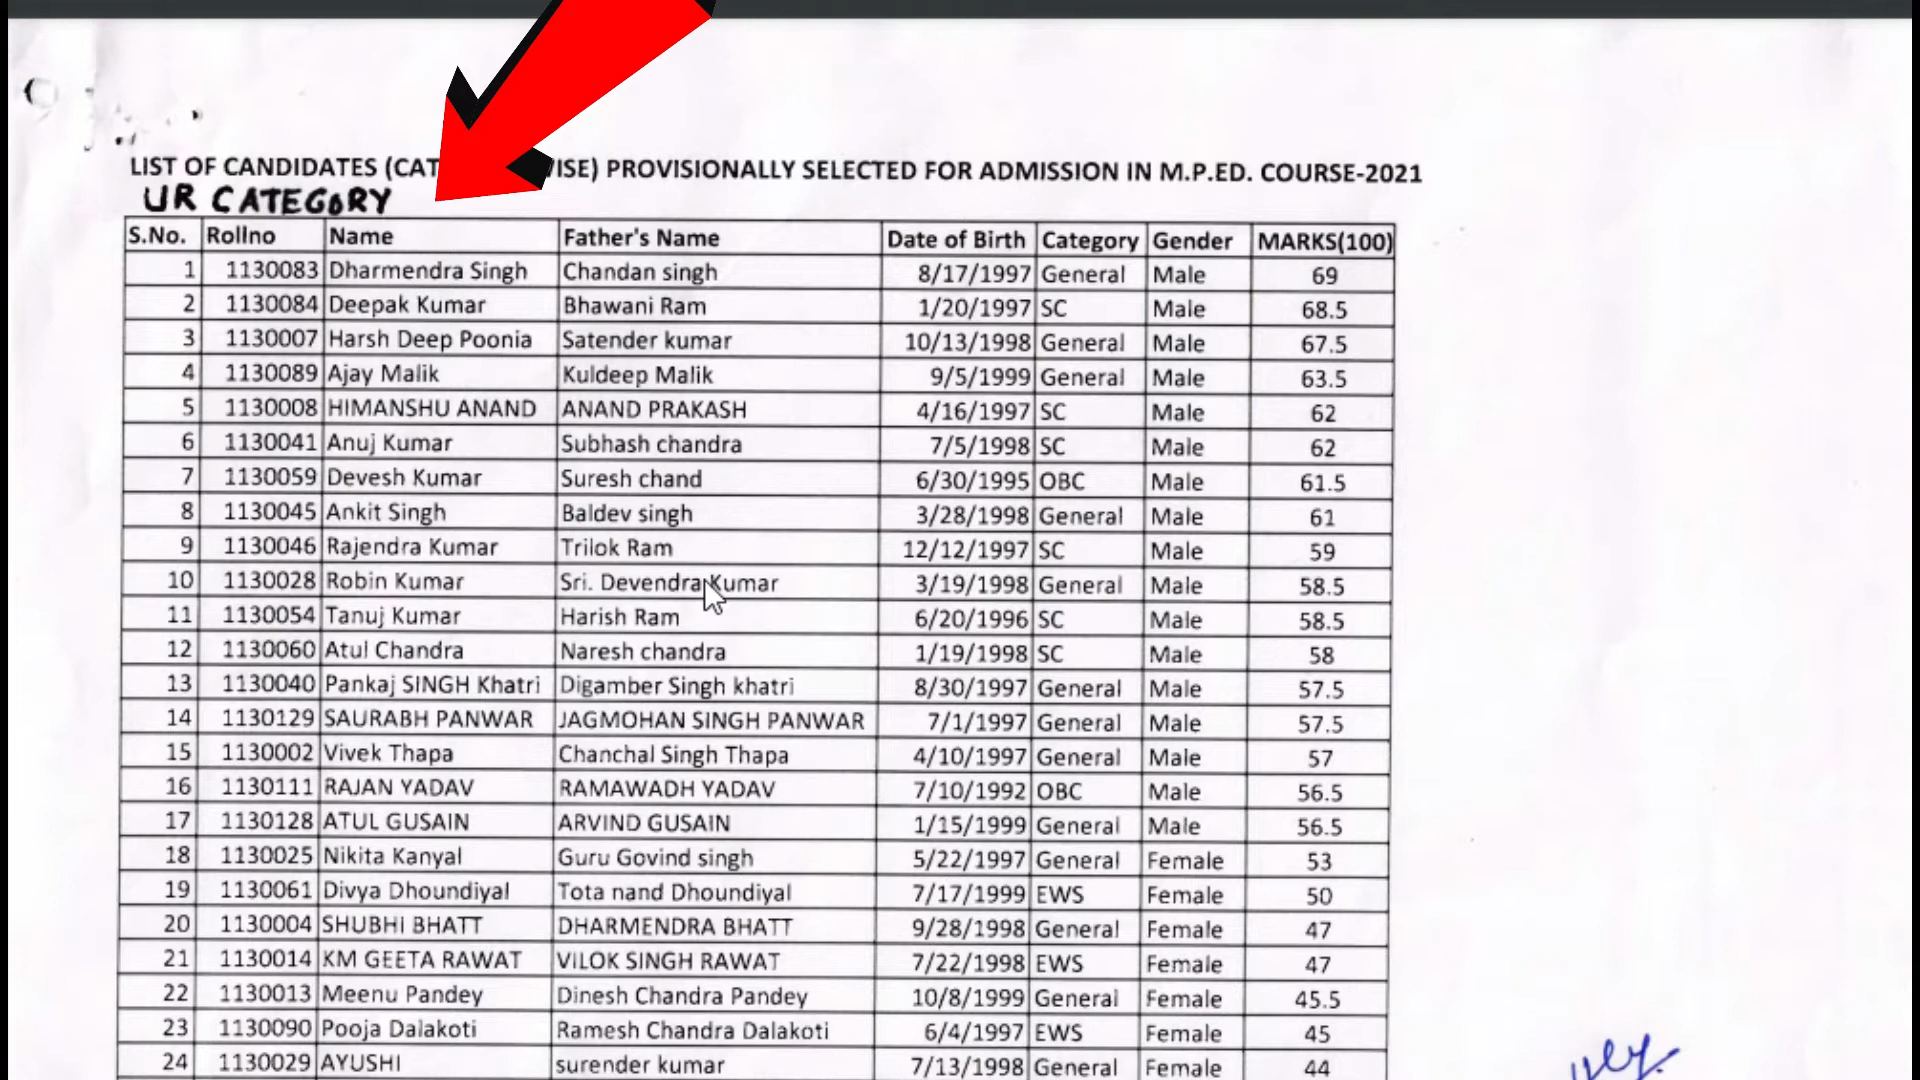 LIST OF CANDIDATES (CAT ISE) PROVISIONALLY SELECTED FOR ADMISSION IN M.P.ED. COURSE-2021
UR CATEGORY
S.No. Rollno Name Father's Name Date of Birth Category Gender MARKS(100)
1 1130083 Dharmendra Singh Chandan singh 8/17/1997 General Male 69
2 1130084 Deepak Kumar Bhawani Ram 1/20/1997 SC Male 68.5
3 1130007 Harsh Deep Poonia Satender kumar 10/13/1998 General Male 67.5
4 1130089 Ajay Malik Kuldeep Malik 9/5/1999 General Male 63.5
5 1130008 HIMANSHU ANAND ANAND PRAKASH 4/16/1997 SC Male 62
6 1130041 Anuj Kumar Subhash chandra 7/5/1998 SC Male 62
7 1130059 Devesh Kumar Suresh chand 6/30/1995 OBC Male 61.5
8 1130045 Ankit Singh Baldev singh 3/28/1998 General Male 61
9 1130046 Rajendra Kumar Trilok Ram 12/12/1997 SC Male 59
10 1130028 Robin Kumar Sri. Devendra Kumar 3/19/1998 General Male 58.5
11 1130054 Tanuj Kumar Harish Ram 6/20/1996 SC Male 58.5
12 1130060 Atul Chandra Naresh chandra 1/19/1998 SC Male 58
13 1130040 Pankaj SINGH Khatri Digamber Singh khatri 8/30/1997 General Male 57.5
14 1130129 SAURABH PANWAR JAGMOHAN SINGH PANWAR 7/1/1997 General Male 57.5
15 1130002 Vivek Thapa Chanchal Singh Thapa 4/10/1997 General Male 57
16 1130111 RAJAN YADAV RAMAWADH YADAV 7/10/1992 OBC Male 56.5
17 1130128 ATUL GUSAIN ARVIND GUSAIN 1/15/1999 General Male 56.5
18 1130025 Nikita Kanyal Guru Govind singh 5/22/1997 General Female 53
19 1130061 Divya Dhoundiyal Tota nand Dhoundiyal 7/17/1999 EWS Female 50
20 1130004 SHUBHI BHATT DHARMENDRA BHATT 9/28/1998 General Female 47
21 1130014 KM GEETA RAWAT VILOK SINGH RAWAT 7/22/1998 EWS Female 47
22 1130013 Meenu Pandey Dinesh Chandra Pandey 10/8/1999 General Female 45.5
23 1130090 Pooja Dalakoti Ramesh Chandra Dalakoti 6/4/1997 EWS Female 45
24 1130029 AYUSHI surender kumar 7/13/1998 General Female 44